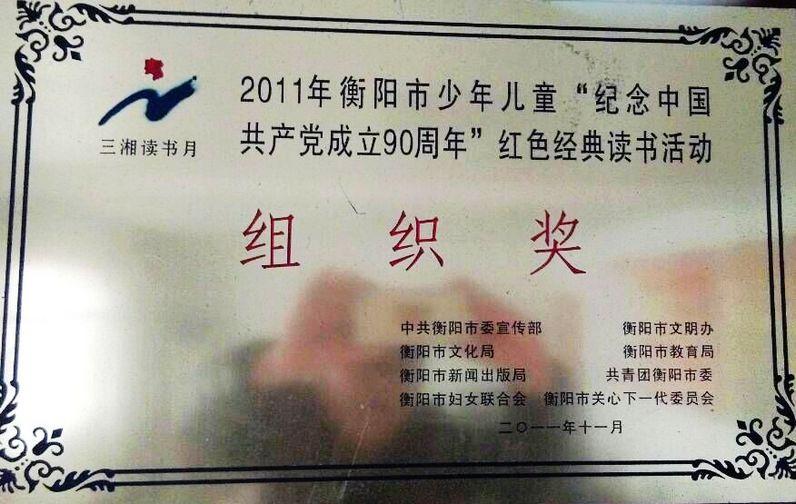 三湘读书月
2011年衡阳市少年儿童“纪念中国
共产党成立90周年”红色经典读书活动
组织奖
中共衡阳市委宣传部 衡阳市文明办
衡阳市文化局 衡阳市教育局
衡阳市新闻出版局 共青团衡阳市委
衡阳市妇女联合会 衡阳市关心下一代委员会
二〇一一年十一月